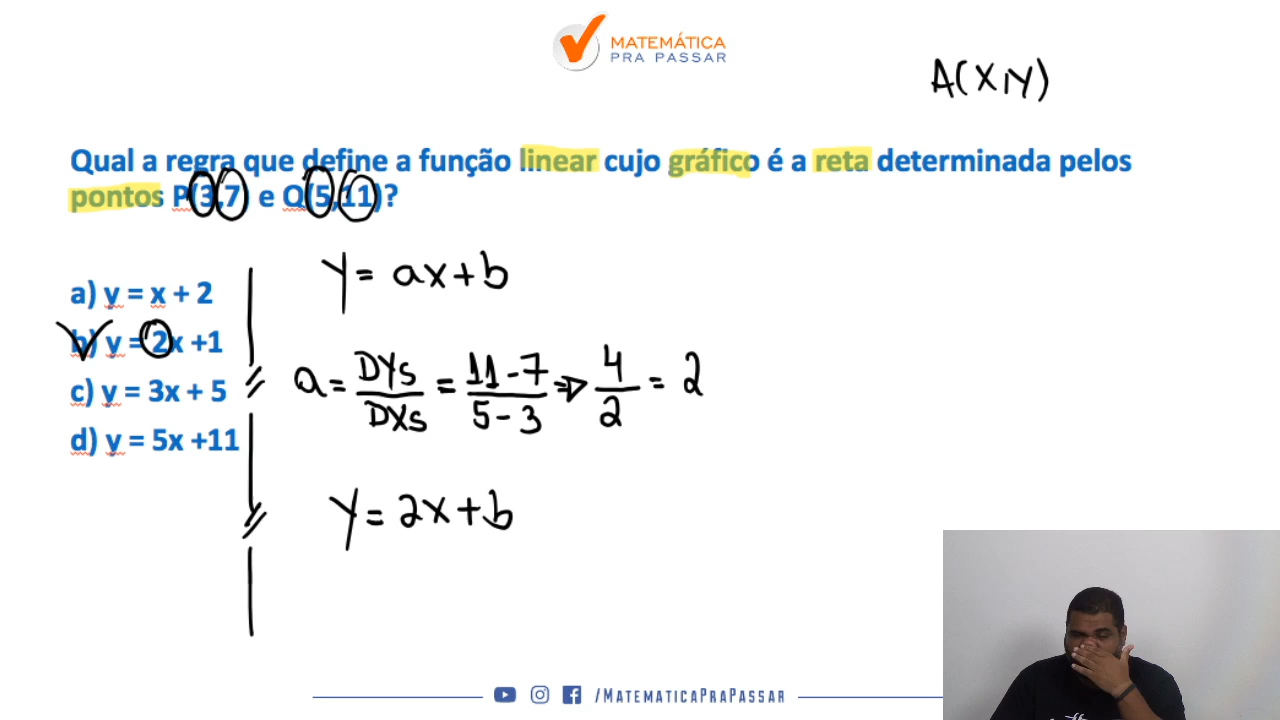 MATEMÁTICA
PRA PASSAR
A(X,Y)
Qual a regra que define a função linear cujo gráfico é a reta determinada pelos
pontos P(3,7) e Q(5,11)?
Y = aX + b
a) y = x + 2
b) y = 2x +1
c) y = 3x + 5
d) y = 5x +11
a = DYS/DXS = 11-7/5-3 => 4/2 = 2
Y = 2X + b
/MatematicaPraPassar